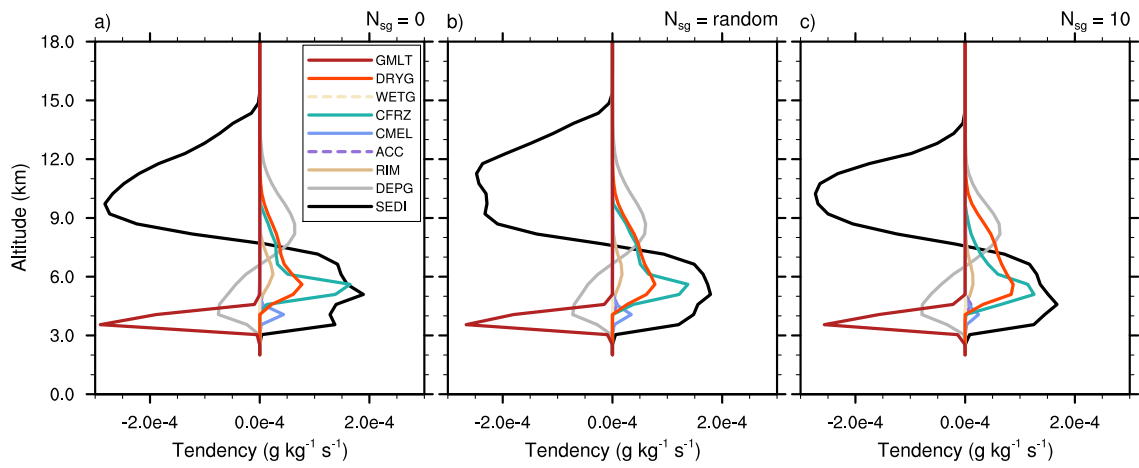 a)
N_sg = 0
b)
N_sg = random
c)
N_sg = 10
18.0
15.0
12.0
9.0
6.0
3.0
0.0
Altitude (km)
GMLT
DRYG
WETG
CFRZ
CMEL
ACC
RIM
DEPG
SEDI
-2.0e-4 0.0e-4 2.0e-4
-2.0e-4 0.0e-4 2.0e-4
-2.0e-4 0.0e-4 2.0e-4
Tendency (g kg⁻¹ s⁻¹)
Tendency (g kg⁻¹ s⁻¹)
Tendency (g kg⁻¹ s⁻¹)